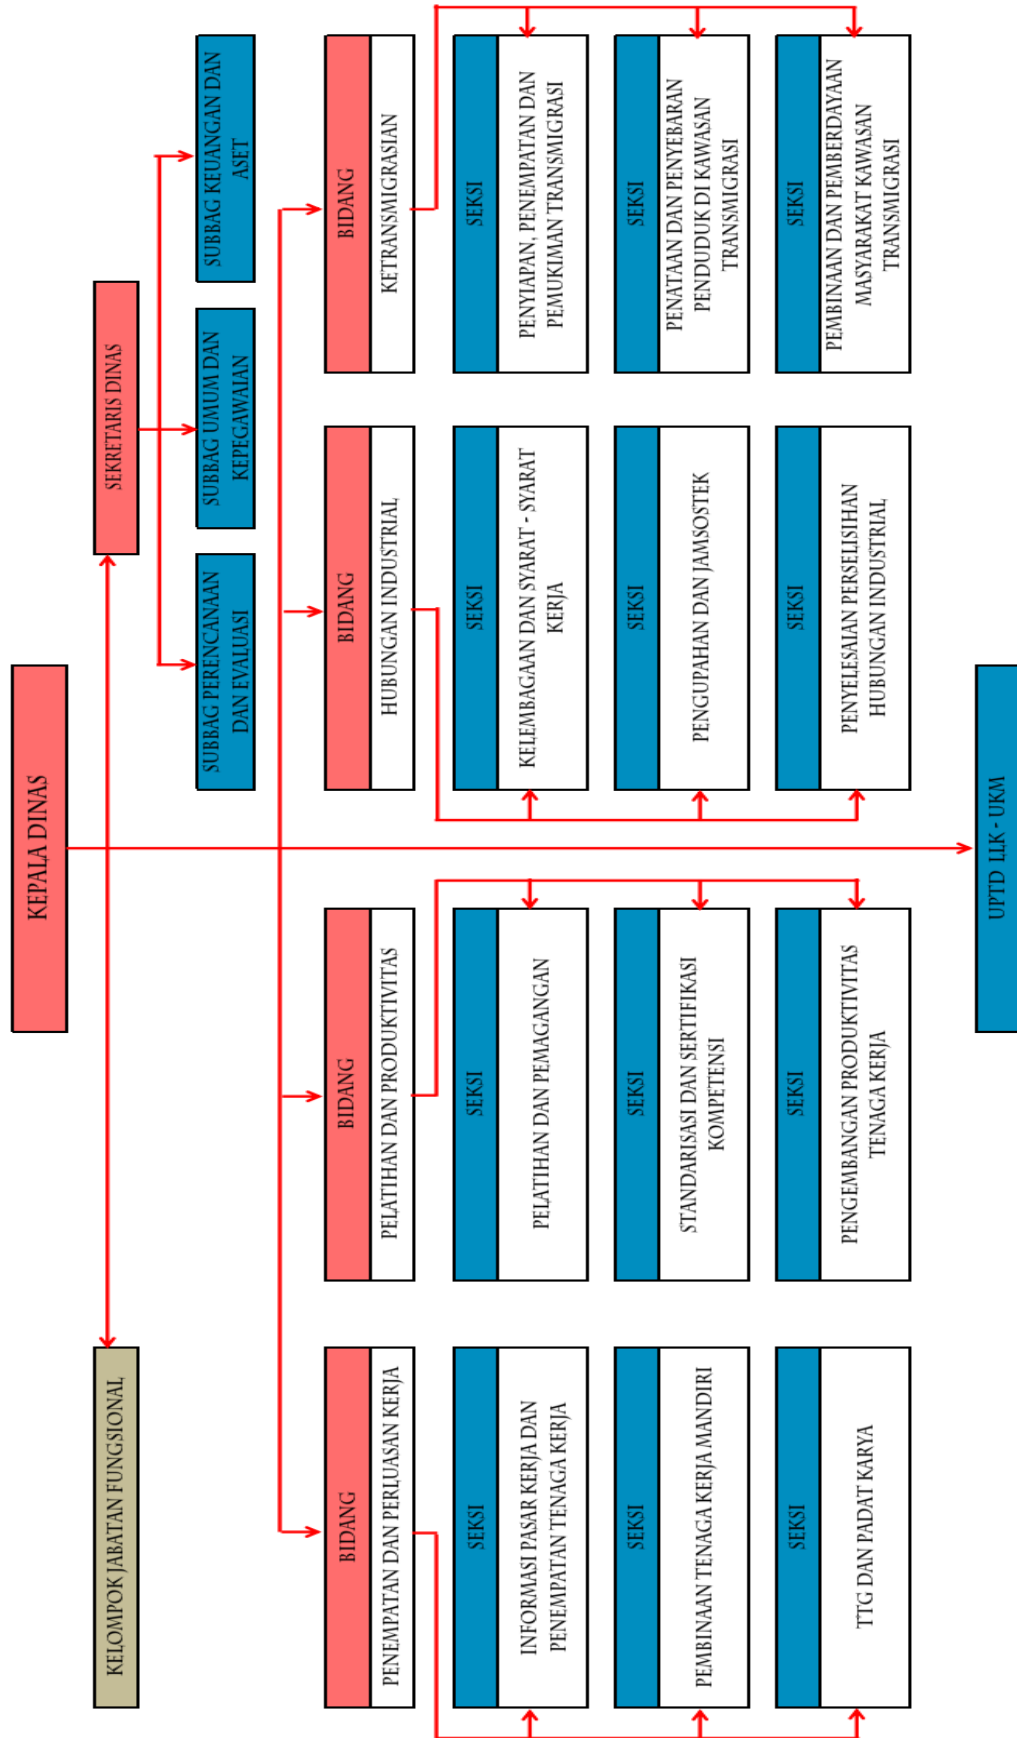 KEPALA DINAS
KELOMPOK JABATAN FUNGSIONAL
SEKRETARIS DINAS
SUBBAG PERENCANAAN
DAN EVALUASI
SUBBAG UMUM DAN
KEPEGAWAIAN
SUBBAG KEUANGAN DAN
ASET
BIDANG
PENEMPATAN DAN PERLUASAN KERJA
SEKSI
INFORMASI PASAR KERJA DAN
PENEMPATAN TENAGA KERJA
SEKSI
PEMBINAAN TENAGA KERJA MANDIRI
SEKSI
TTG DAN PADAT KARYA
BIDANG
PELATIHAN DAN PRODUKTIVITAS
SEKSI
PELATIHAN DAN PEMAGANGAN
SEKSI
STANDARISASI DAN SERTIFIKASI
KOMPETENSI
SEKSI
PENGEMBANGAN PRODUKTIVITAS
TENAGA KERJA
BIDANG
HUBUNGAN INDUSTRIAL
SEKSI
KELEMBAGAAN DAN SYARAT - SYARAT
KERJA
SEKSI
PENGUPAHAN DAN JAMSOSTEK
SEKSI
PENYELESAIAN PERSELISIHAN
HUBUNGAN INDUSTRIAL
BIDANG
KETRANSMIGRASIAN
SEKSI
PENYIAPAN, PENEMPATAN DAN
PEMUKIMAN TRANSMIGRASI
SEKSI
PENATAAN DAN PENYEBARAN
PENDUDUK DI KAWASAN
TRANSMIGRASI
SEKSI
PEMBINAAN DAN PEMBERDAYAAN
MASYARAKAT KAWASAN
TRANSMIGRASI
UPTD LLK - UKM